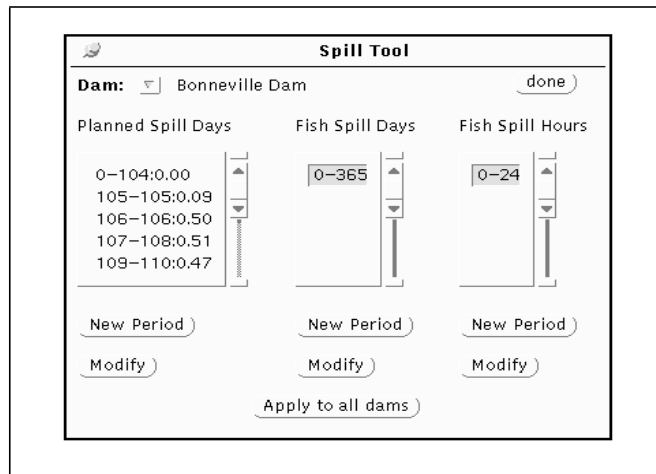 Spill Tool
Dam: Bonneville Dam done
Planned Spill Days Fish Spill Days Fish Spill Hours
0-104:0.00 0-365 0-24
105-105:0.09
106-106:0.50
107-108:0.51
109-110:0.47
New Period New Period New Period
Modify Modify Modify
Apply to all dams